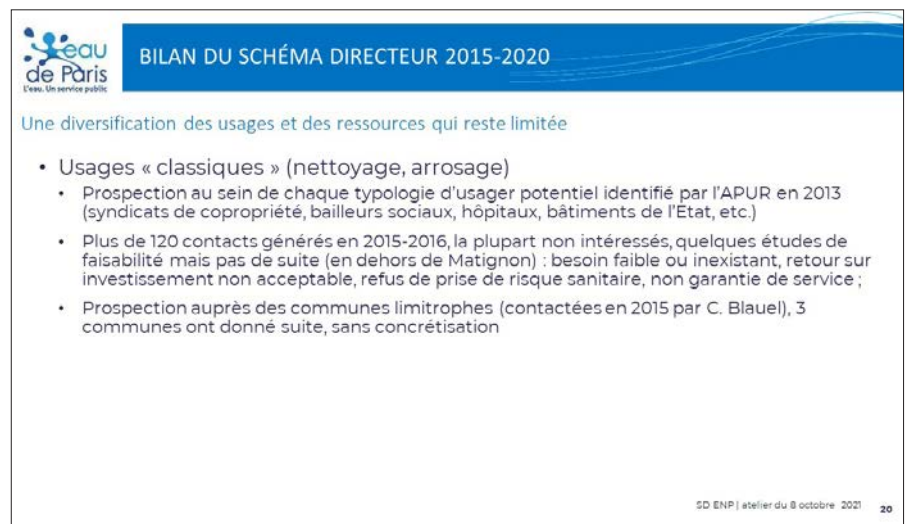 eau
de Paris
L'eau. Un service public
BILAN DU SCHÉMA DIRECTEUR 2015-2020
Une diversification des usages et des ressources qui reste limitée
• Usages « classiques » (nettoyage, arrosage)
• Prospection au sein de chaque typologie d'usager potentiel identifié par l'APUR en 2013
(syndicats de copropriété, bailleurs sociaux, hôpitaux, bâtiments de l'Etat, etc.)
• Plus de 120 contacts générés en 2015-2016, la plupart non intéressés, quelques études de
faisabilité mais pas de suite (en dehors de Matignon) : besoin faible ou inexistant, retour sur
investissement non acceptable, refus de prise de risque sanitaire, non garantie de service ;
• Prospection auprès des communes limitrophes (contactées en 2015 par C. Blauel), 3
communes ont donné suite, sans concrétisation
SD ENP | atelier du 8 octobre 2021 20